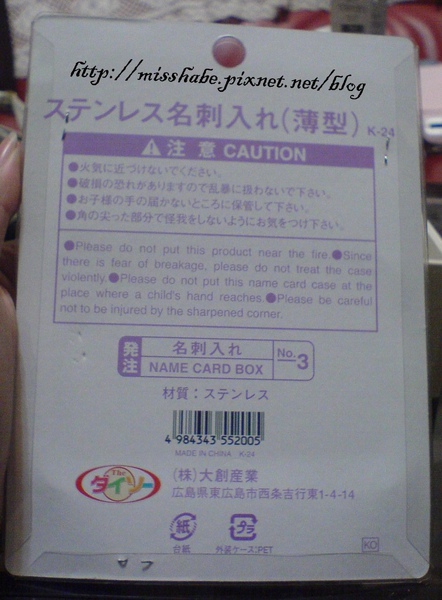 http://misshabe.pixnet.net/blog
ステンレス名刺入れ(薄型) K-24
注意 CAUTION
●火気に近づけないでください。
●破損の恐れがありますので乱暴に扱わないで下さい。
●お子様の手の届かないところに保管して下さい。
●角の尖った部分で怪我をしないようにお気をつけ下さい。
●Please do not put this product near the fire.●Since
there is fear of breakage, please do not treat the case
violently.●Please do not put this name card case at the
place where a child's hand reaches.●Please be careful
not to be injured by the sharpened corner.
発注 名刺入れ No.3
NAME CARD BOX
材質：ステンレス
4 984343 552005
MADE IN CHINA K-24
The ダイソー
(株)大創産業
広島県東広島市西条吉行東1-4-14
紙 プラ
台紙 外装ケース:PET
KO